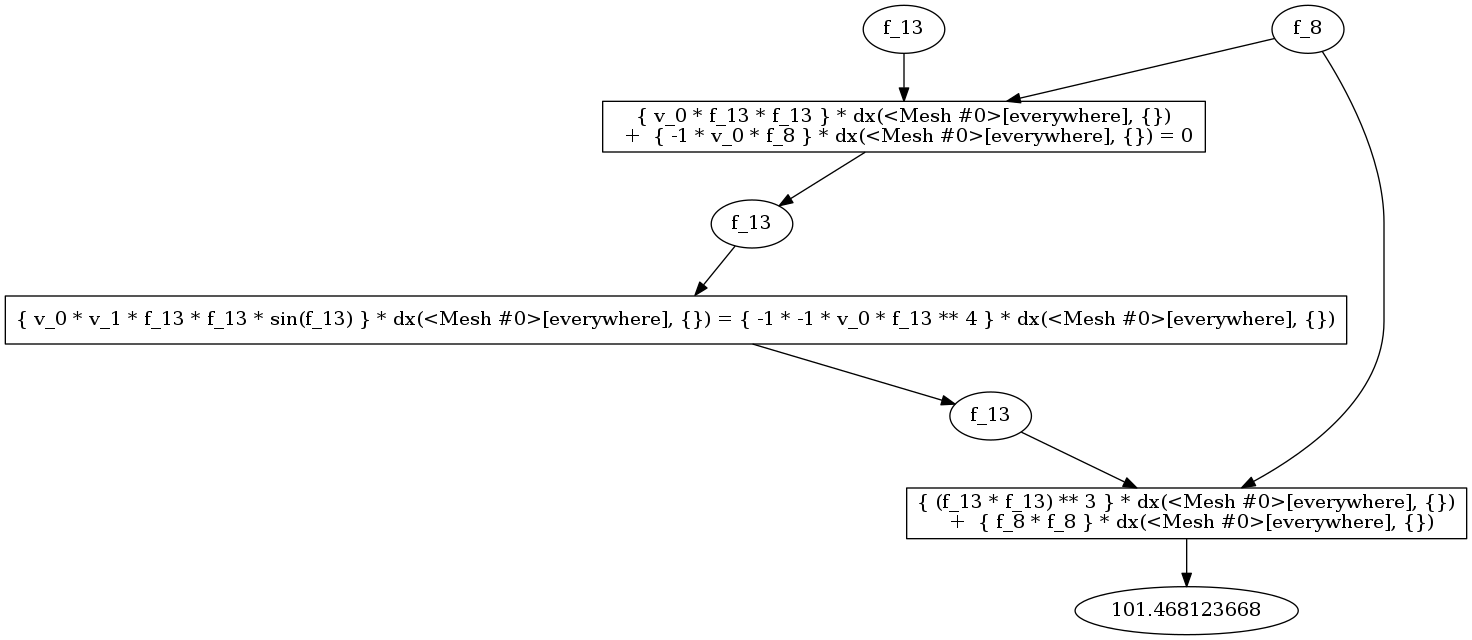 f_13
f_8
{ v_0 * f_13 * f_13 } * dx(<Mesh #0>[everywhere], {})
+ { -1 * v_0 * f_8 } * dx(<Mesh #0>[everywhere], {}) = 0
f_13
{ v_0 * v_1 * f_13 * f_13 * sin(f_13) } * dx(<Mesh #0>[everywhere], {}) = { -1 * -1 * v_0 * f_13 ** 4 } * dx(<Mesh #0>[everywhere], {})
f_13
{ (f_13 * f_13) ** 3 } * dx(<Mesh #0>[everywhere], {})
+ { f_8 * f_8 } * dx(<Mesh #0>[everywhere], {})
101.468123668